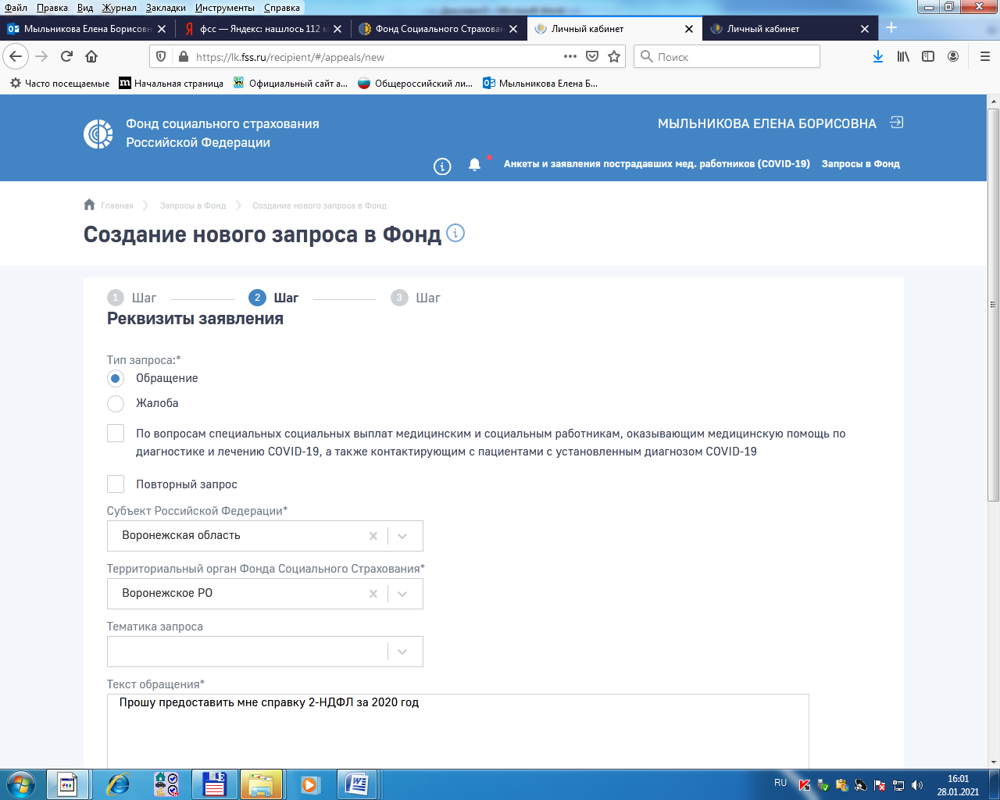 Файл Правка Вид Журнал Закладки Инструменты Справка
Мыльникова Елена Борисовн
фсс — Яндекс: нашлось 112 м
Фонд Социального Страхован
Личный кабинет
Личный кабинет
https://lk.fss.ru/recipient/#/appeals/new
Поиск
Часто посещаемые
Начальная страница
Официальный сайт а...
Общероссийский ли...
Мыльникова Елена Б...
Фонд социального страхования
Российской Федерации
МЫЛЬНИКОВА ЕЛЕНА БОРИСОВНА
Анкеты и заявления пострадавших мед. работников (COVID-19) Запросы в Фонд
Главная Запросы в Фонд Создание нового запроса в Фонд
Создание нового запроса в Фонд
1 Шаг 2 Шаг 3 Шаг
Реквизиты заявления
Тип запроса:*
Обращение
Жалоба
По вопросам специальных социальных выплат медицинским и социальным работникам, оказывающим медицинскую помощь по
диагностике и лечению COVID-19, а также контактирующим с пациентами с установленным диагнозом COVID-19
Повторный запрос
Субъект Российской Федерации*
Воронежская область
Территориальный орган Фонда Социального Страхования*
Воронежское РО
Тематика запроса
Текст обращения*
Прошу предоставить мне справку 2-НДФЛ за 2020 год
RU
16:01
28.01.2021